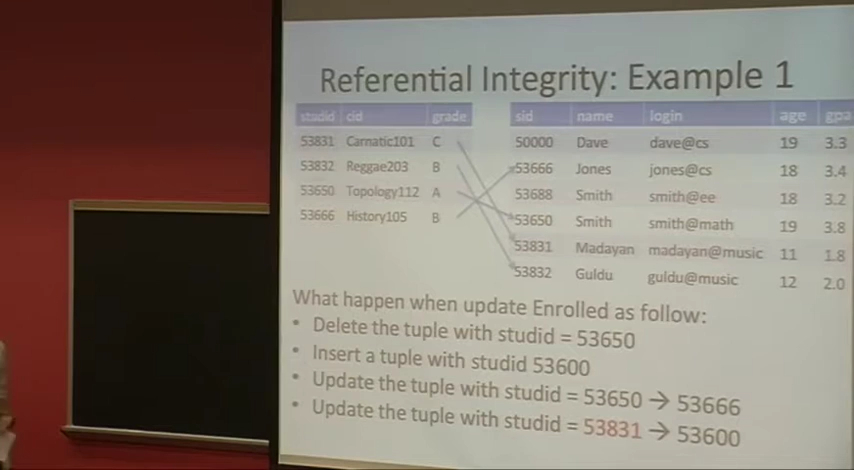 Referential Integrity: Example 1
studid cid grade
53831 Carnatic101 C
53832 Reggae203 B
53650 Topology112 A
53666 History105 B
sid name login age gpa
50000 Dave dave@cs 19 3.3
53666 Jones jones@cs 18 3.4
53688 Smith smith@ee 18 3.2
53650 Smith smith@math 19 3.8
53831 Madayan madayan@music 11 1.8
53832 Guldu guldu@music 12 2.0
What happen when update Enrolled as follow:
• Delete the tuple with studid = 53650
• Insert a tuple with studid 53600
• Update the tuple with studid = 53650 → 53666
• Update the tuple with studid = 53831 → 53600